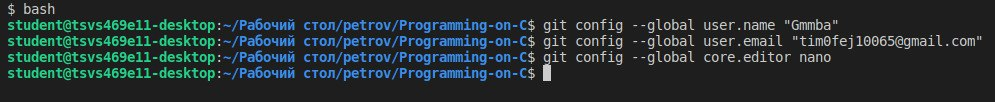 $ bash
student@tsvs469e11-desktop:~/Рабочий стол/petrov/Programming-on-C$ git config --global user.name "Gmmba"
student@tsvs469e11-desktop:~/Рабочий стол/petrov/Programming-on-C$ git config --global user.email "tim0fej10065@gmail.com"
student@tsvs469e11-desktop:~/Рабочий стол/petrov/Programming-on-C$ git config --global core.editor nano
student@tsvs469e11-desktop:~/Рабочий стол/petrov/Programming-on-C$